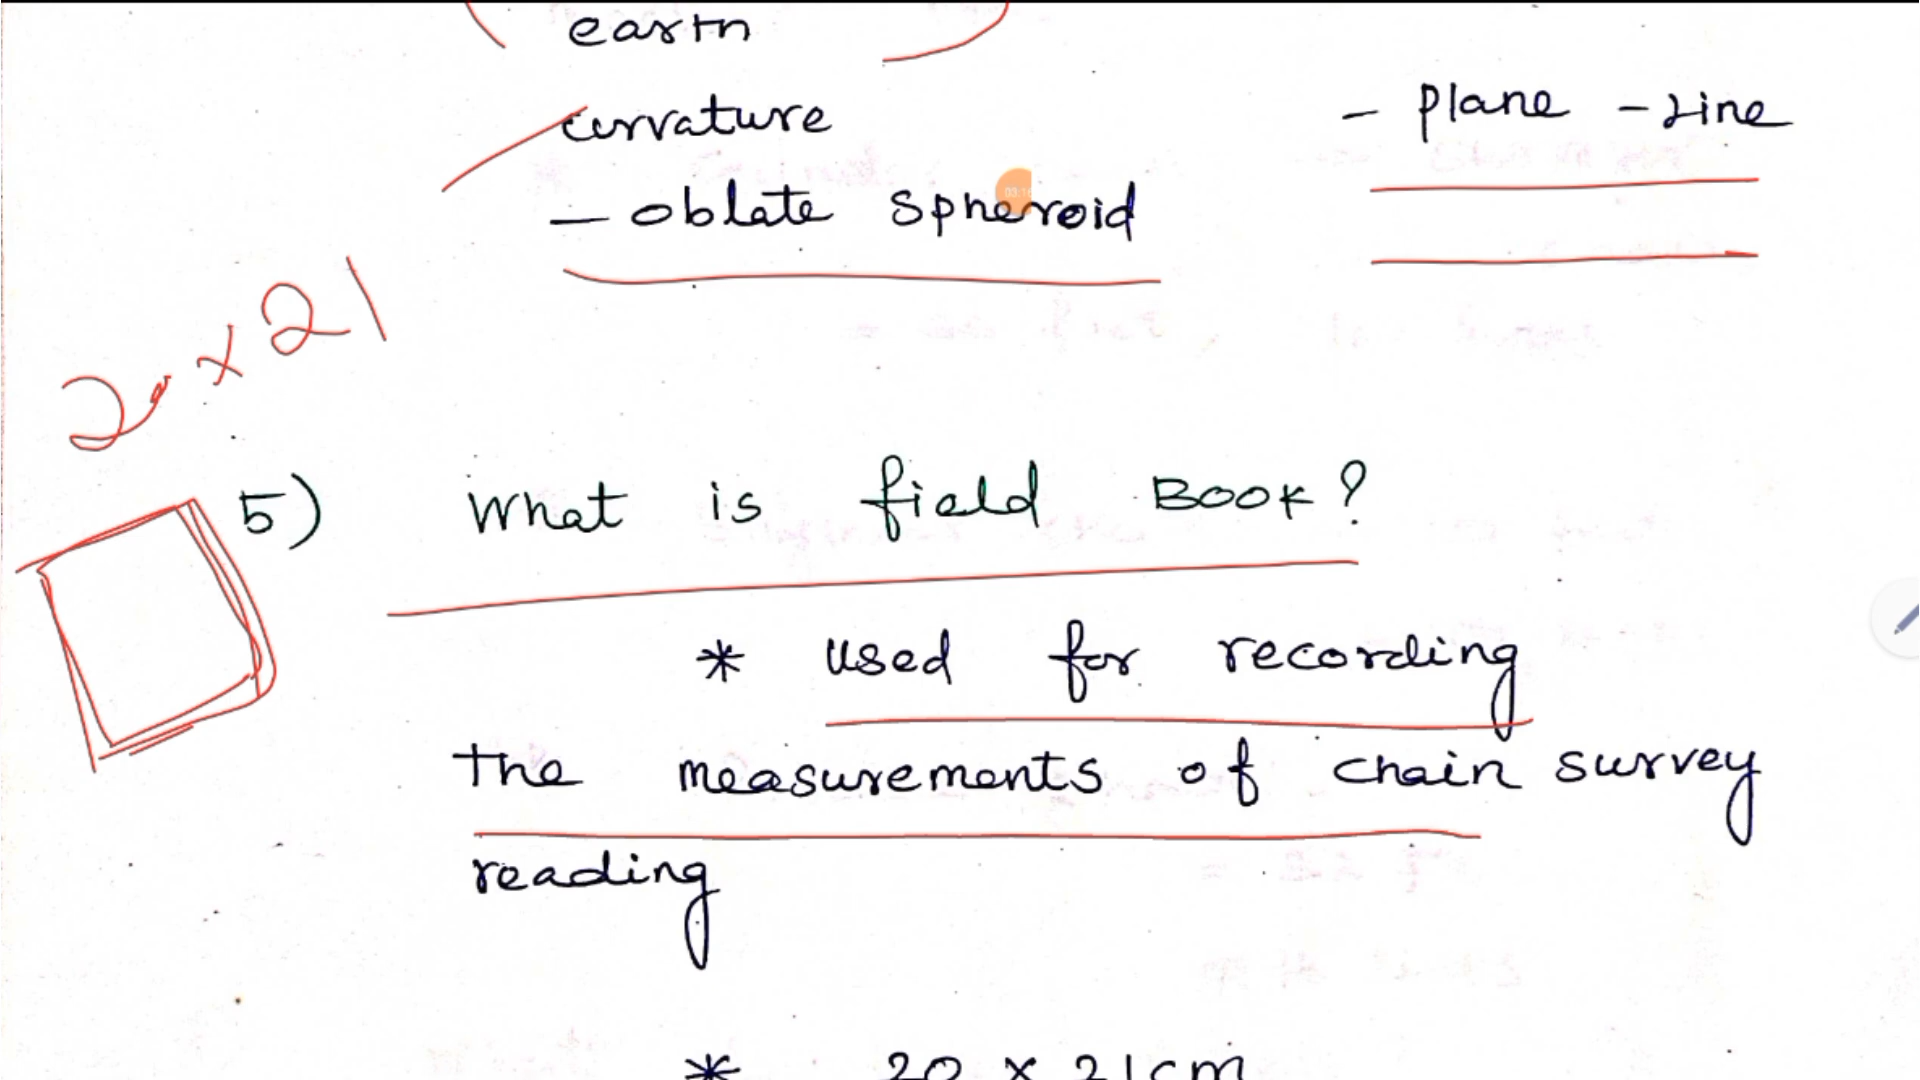 earth
curvature
- plane - Line
- oblate spheroid
20 x 21
5) What is field Book?
* used for recording
the measurements of chain survey
reading
* 20 x 21cm